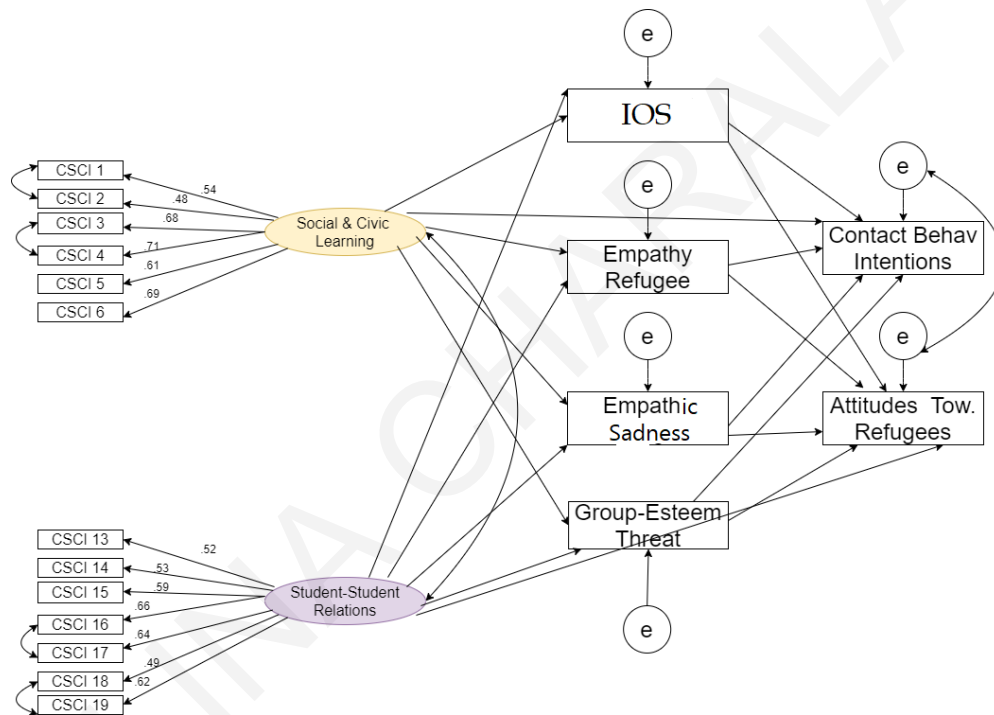 e
IOS
CSCI 1
CSCI 2
CSCI 3
CSCI 4
CSCI 5
CSCI 6
.54
.48
.68
.71
.61
.69
Social & Civic
Learning
e
Empathy
Refugee
e
Contact Behav
Intentions
e
Empathic
Sadness
e
Attitudes Tow.
Refugees
Group-Esteem
Threat
e
CSCI 13
CSCI 14
CSCI 15
CSCI 16
CSCI 17
CSCI 18
CSCI 19
.52
.53
.59
.66
.64
.49
.62
Student-Student
Relations
INA CHARALA